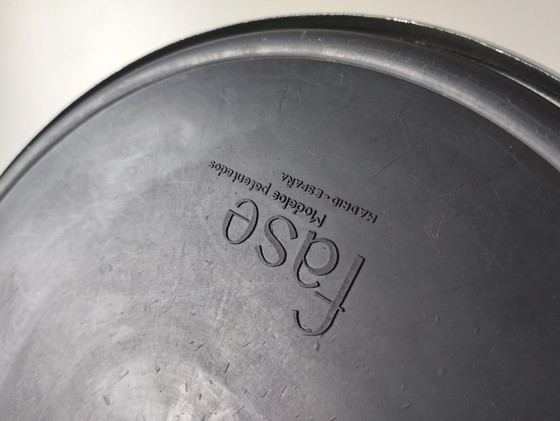 fase
Modelos patentados
MADRID - ESPAÑA